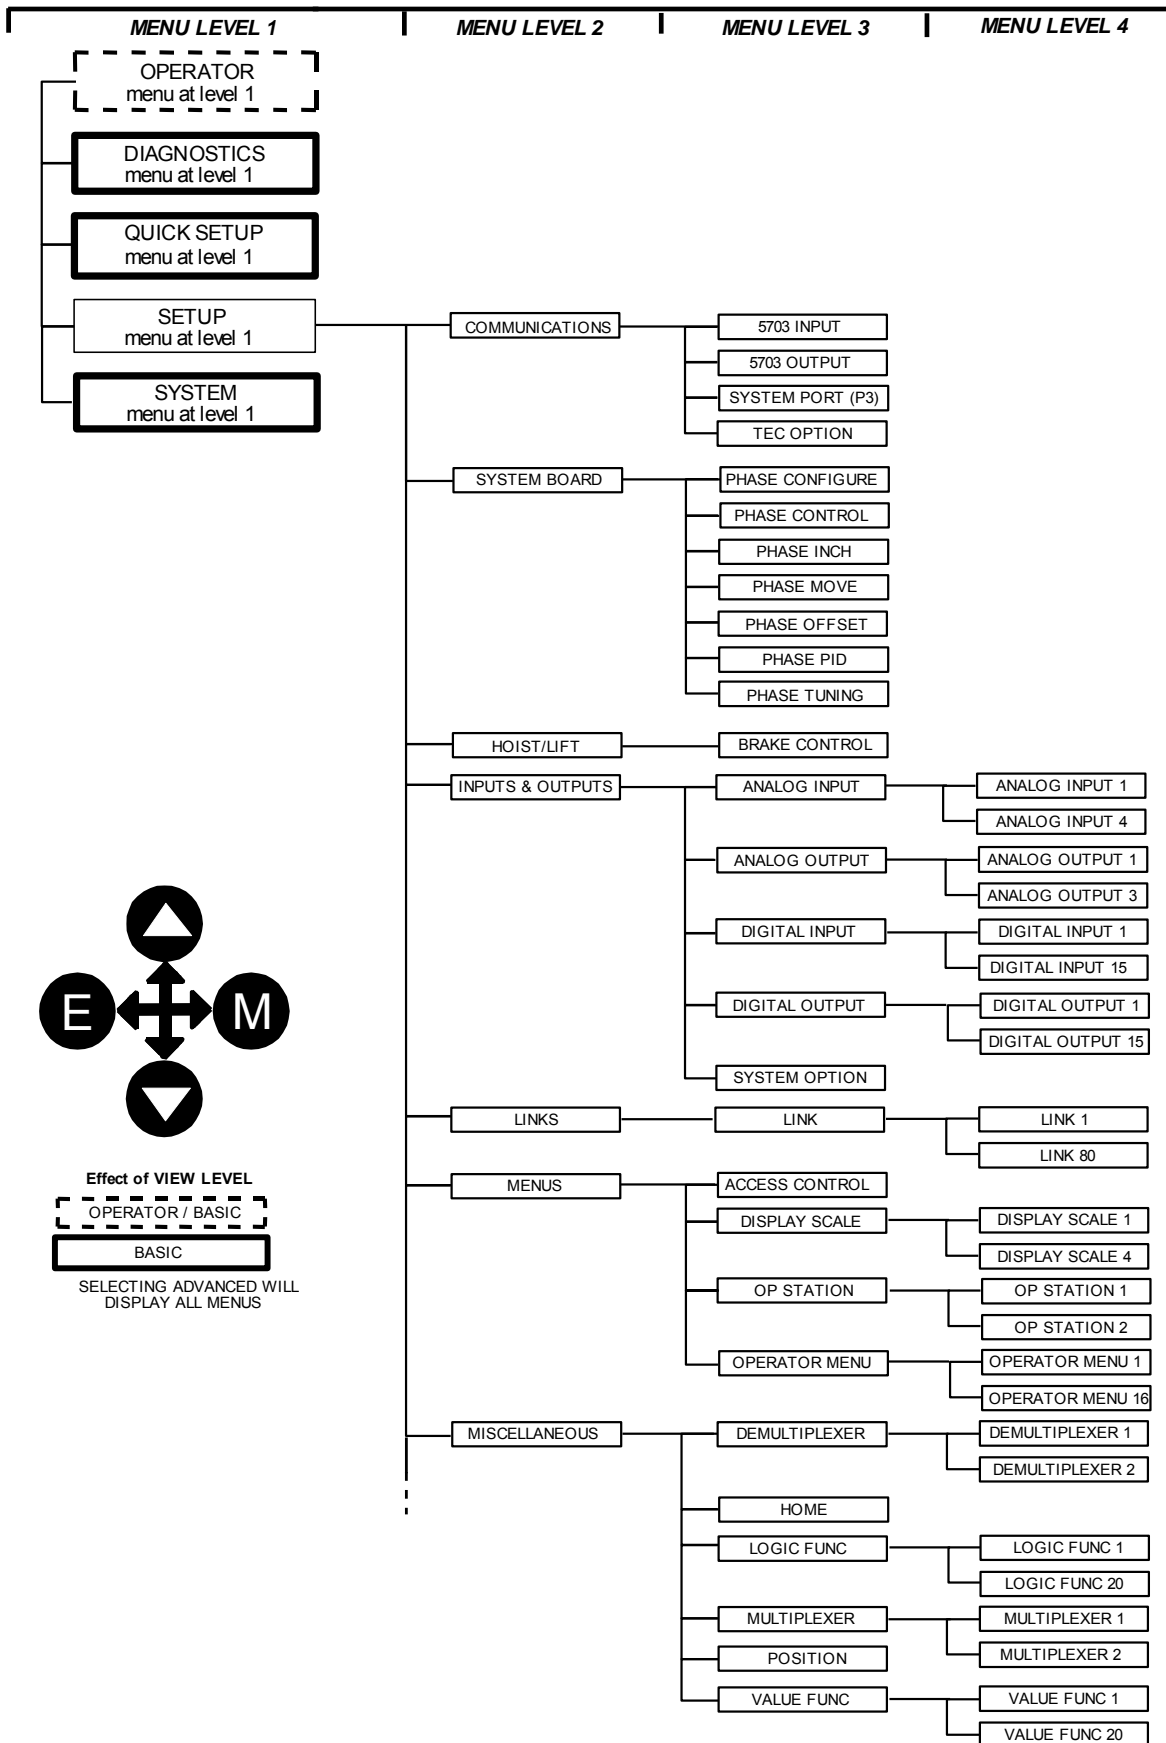 MENU LEVEL 1
MENU LEVEL 2
MENU LEVEL 3
MENU LEVEL 4
OPERATOR
menu at level 1
DIAGNOSTICS
menu at level 1
QUICK SETUP
menu at level 1
SETUP
menu at level 1
SYSTEM
menu at level 1
COMMUNICATIONS
5703 INPUT
5703 OUTPUT
SYSTEM PORT (P3)
TEC OPTION
SYSTEM BOARD
PHASE CONFIGURE
PHASE CONTROL
PHASE INCH
PHASE MOVE
PHASE OFFSET
PHASE PID
PHASE TUNING
HOIST/LIFT
BRAKE CONTROL
INPUTS & OUTPUTS
ANALOG INPUT
ANALOG INPUT 1
ANALOG INPUT 4
ANALOG OUTPUT
ANALOG OUTPUT 1
ANALOG OUTPUT 3
DIGITAL INPUT
DIGITAL INPUT 1
DIGITAL INPUT 15
DIGITAL OUTPUT
DIGITAL OUTPUT 1
DIGITAL OUTPUT 15
SYSTEM OPTION
LINKS
LINK
LINK 1
LINK 80
MENUS
ACCESS CONTROL
DISPLAY SCALE
DISPLAY SCALE 1
DISPLAY SCALE 4
OP STATION
OP STATION 1
OP STATION 2
OPERATOR MENU
OPERATOR MENU 1
OPERATOR MENU 16
MISCELLANEOUS
DEMULTIPLEXER
DEMULTIPLEXER 1
DEMULTIPLEXER 2
HOME
LOGIC FUNC
LOGIC FUNC 1
LOGIC FUNC 20
MULTIPLEXER
MULTIPLEXER 1
MULTIPLEXER 2
POSITION
VALUE FUNC
VALUE FUNC 1
VALUE FUNC 20
E
M
Effect of VIEW LEVEL
OPERATOR / BASIC
BASIC
SELECTING ADVANCED WILL
DISPLAY ALL MENUS